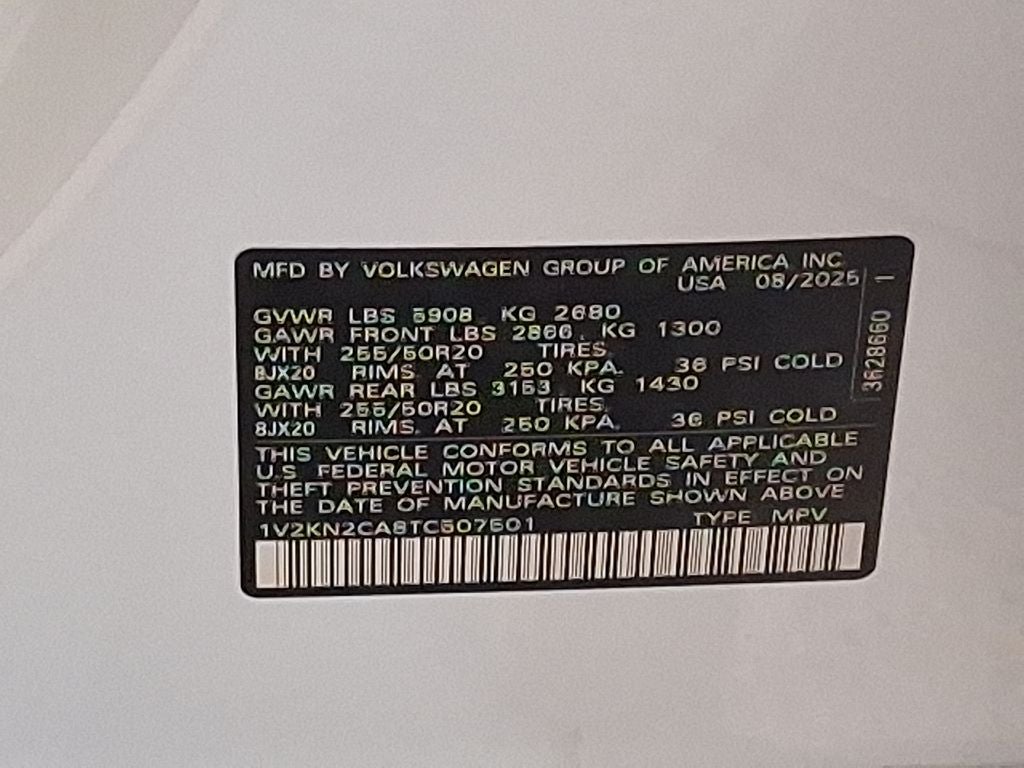 MFD BY VOLKSWAGEN GROUP OF AMERICA INC
USA 08/2025
GVWR LBS 5908 KG 2680
GAWR FRONT LBS 2866. KG 1300
WITH 255/50R20 TIRES.
8JX20 RIMS. AT 250 KPA. 36 PSI COLD
GAWR REAR LBS 3153. KG 1430
WITH 255/50R20 TIRES.
8JX20 RIMS. AT 250 KPA. 36 PSI COLD
THIS VEHICLE CONFORMS TO ALL APPLICABLE
U.S FEDERAL MOTOR VEHICLE SAFETY AND
THEFT PREVENTION STANDARDS IN EFFECT ON
THE DATE OF MANUFACTURE SHOWN ABOVE
1V2KN2CA8TC507501 TYPE MPV
3628660 1